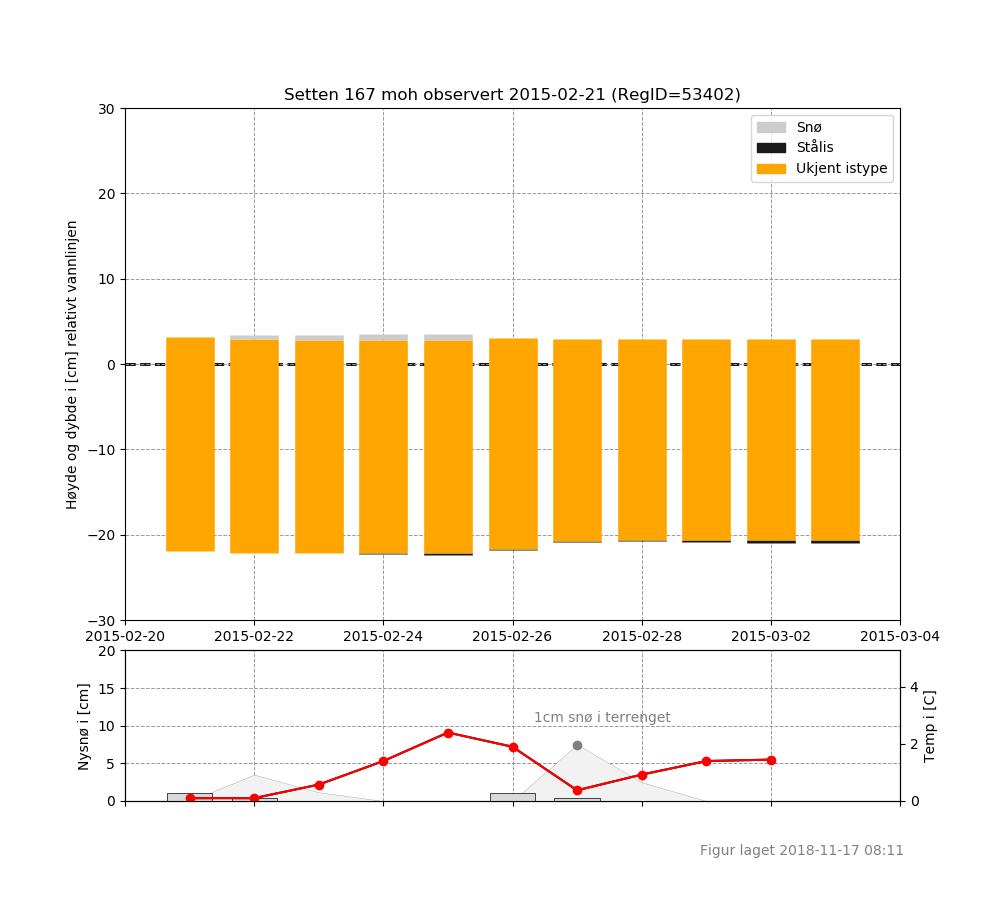 Setten 167 moh observert 2015-02-21 (RegID=53402)
Høyde og dybde i [cm] relativt vannlinjen
30
20
10
0
−10
−20
−30
Snø
Stålis
Ukjent istype
2015-02-20 2015-02-22 2015-02-24 2015-02-26 2015-02-28 2015-03-02 2015-03-04
Nysnø i [cm]
20
15
10
5
0
1cm snø i terrenget
4
2
0
Temp i [C]
Figur laget 2018-11-17 08:11